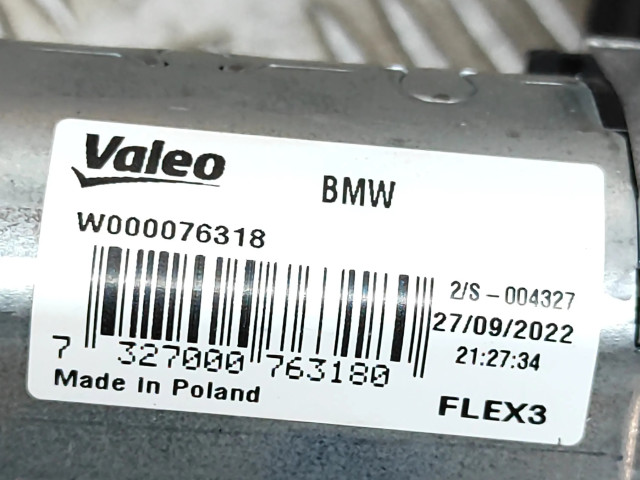 Valeo
BMW
W000076318
2/S-004327
27/09/2022
21:27:34
7 327000 763180
Made in Poland
FLEX3